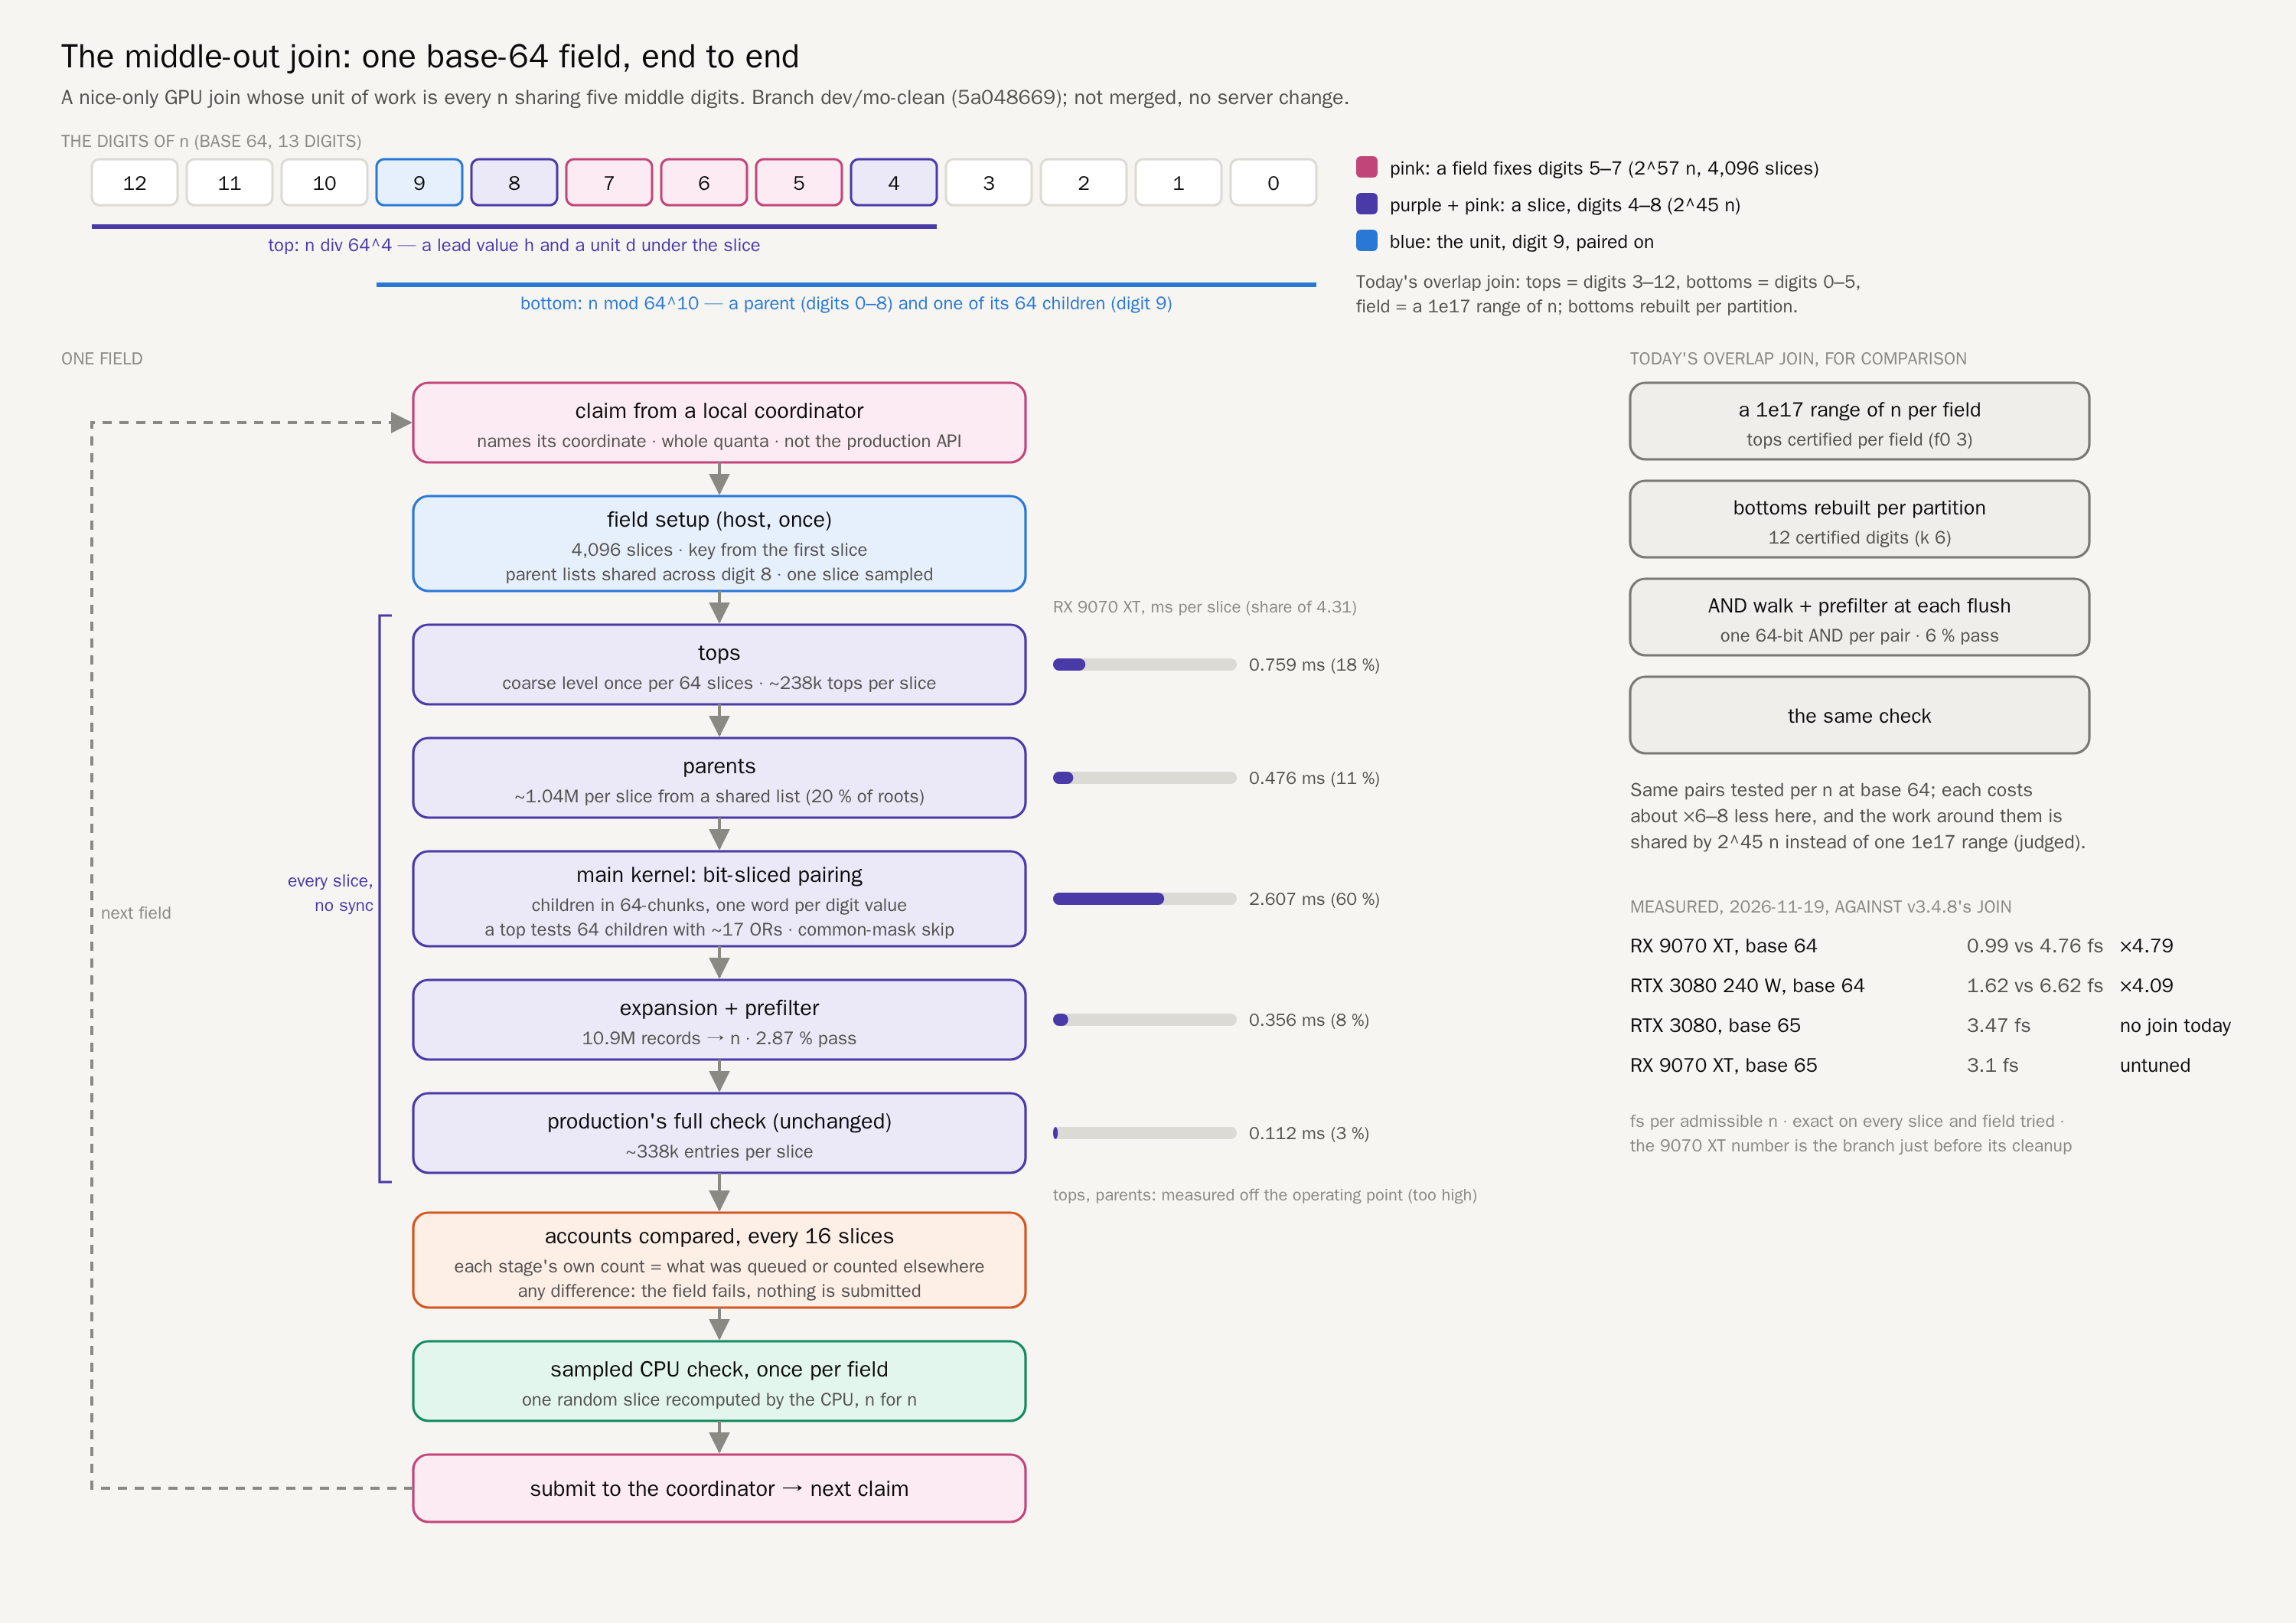 The middle-out join: one base-64 field, end to end
A nice-only GPU join whose unit of work is every n sharing five middle digits. Branch dev/mo-clean (5a048669); not merged, no server change.
THE DIGITS OF n (BASE 64, 13 DIGITS)
12 11 10 9 8 7 6 5 4 3 2 1 0
top: n div 64^4 — a lead value h and a unit d under the slice
bottom: n mod 64^10 — a parent (digits 0–8) and one of its 64 children (digit 9)
pink: a field fixes digits 5–7 (2^57 n, 4,096 slices)
purple + pink: a slice, digits 4–8 (2^45 n)
blue: the unit, digit 9, paired on
Today's overlap join: tops = digits 3–12, bottoms = digits 0–5,
field = a 1e17 range of n; bottoms rebuilt per partition.
ONE FIELD
claim from a local coordinator
names its coordinate · whole quanta · not the production API
field setup (host, once)
4,096 slices · key from the first slice
parent lists shared across digit 8 · one slice sampled
RX 9070 XT, ms per slice (share of 4.31)
tops
coarse level once per 64 slices · ~238k tops per slice
0.759 ms (18 %)
parents
~1.04M per slice from a shared list (20 % of roots)
0.476 ms (11 %)
every slice,
no sync
next field
main kernel: bit-sliced pairing
children in 64-chunks, one word per digit value
a top tests 64 children with ~17 ORs · common-mask skip
2.607 ms (60 %)
expansion + prefilter
10.9M records → n · 2.87 % pass
0.356 ms (8 %)
production's full check (unchanged)
~338k entries per slice
0.112 ms (3 %)
tops, parents: measured off the operating point (too high)
accounts compared, every 16 slices
each stage's own count = what was queued or counted elsewhere
any difference: the field fails, nothing is submitted
sampled CPU check, once per field
one random slice recomputed by the CPU, n for n
submit to the coordinator → next claim
TODAY'S OVERLAP JOIN, FOR COMPARISON
a 1e17 range of n per field
tops certified per field (f0 3)
bottoms rebuilt per partition
12 certified digits (k 6)
AND walk + prefilter at each flush
one 64-bit AND per pair · 6 % pass
the same check
Same pairs tested per n at base 64; each costs
about ×6–8 less here, and the work around them is
shared by 2^45 n instead of one 1e17 range (judged).
MEASURED, 2026-11-19, AGAINST v3.4.8's JOIN
RX 9070 XT, base 64 0.99 vs 4.76 fs ×4.79
RTX 3080 240 W, base 64 1.62 vs 6.62 fs ×4.09
RTX 3080, base 65 3.47 fs no join today
RX 9070 XT, base 65 3.1 fs untuned
fs per admissible n · exact on every slice and field tried ·
the 9070 XT number is the branch just before its cleanup